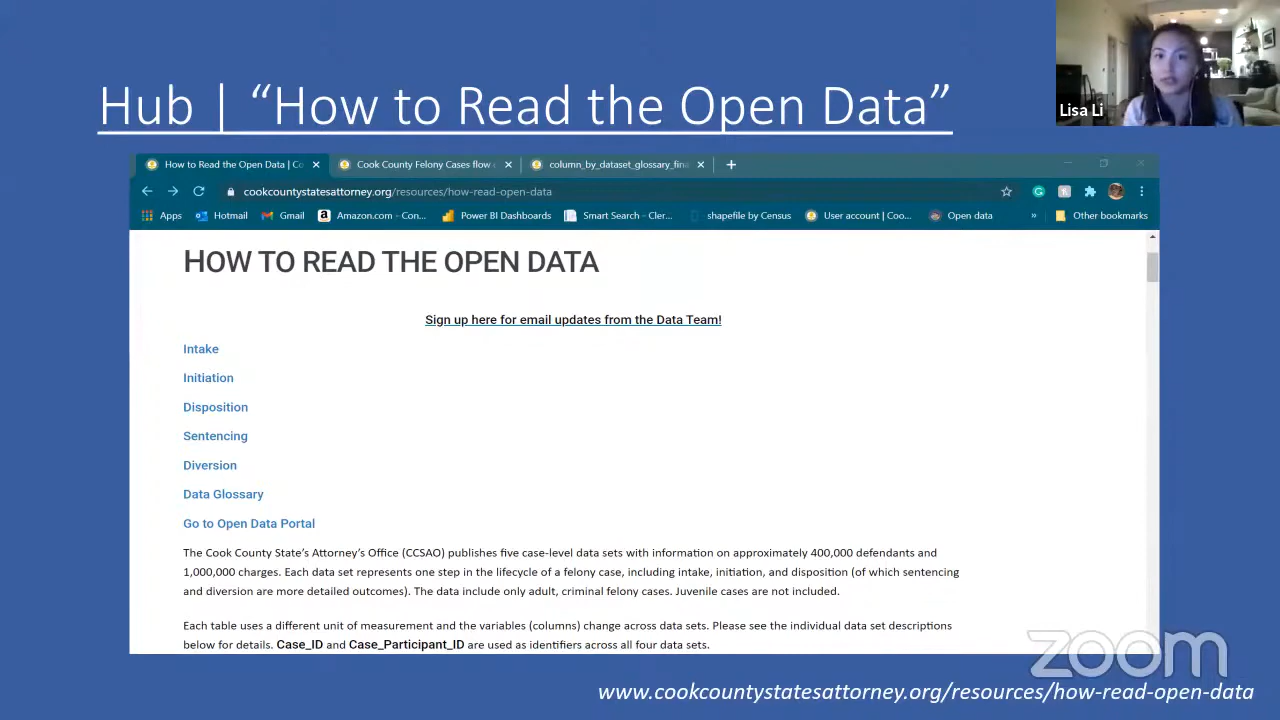 Hub | “How to Read the Open Data”
Lisa Li
How to Read the Open Data | Co
Cook County Felony Cases flow
column_by_dataset_glossary_fina
cookcountystatesattorney.org/resources/how-read-open-data
Apps Hotmail Gmail Amazon.com - Con... Power BI Dashboards Smart Search - Cler... shapefile by Census User account | Coo... Open data » Other bookmarks
HOW TO READ THE OPEN DATA
Sign up here for email updates from the Data Team!
Intake
Initiation
Disposition
Sentencing
Diversion
Data Glossary
Go to Open Data Portal
The Cook County State’s Attorney’s Office (CCSAO) publishes five case-level data sets with information on approximately 400,000 defendants and
1,000,000 charges. Each data set represents one step in the lifecycle of a felony case, including intake, initiation, and disposition (of which sentencing
and diversion are more detailed outcomes). The data include only adult, criminal felony cases. Juvenile cases are not included.
Each table uses a different unit of measurement and the variables (columns) change across data sets. Please see the individual data set descriptions
below for details. Case_ID and Case_Participant_ID are used as identifiers across all four data sets.
zoom
www.cookcountystatesattorney.org/resources/how-read-open-data